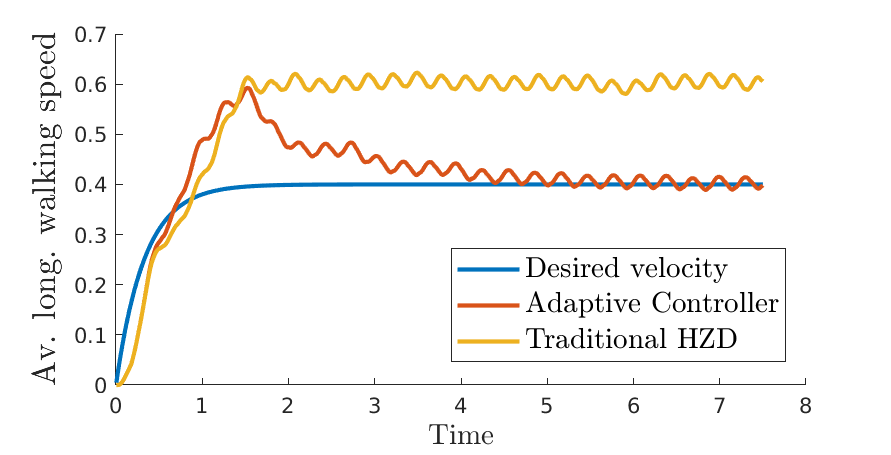 0.7
0.6
0.5
0.4
0.3
0.2
0.1
0
Av. long. walking speed
Desired velocity
Adaptive Controller
Traditional HZD
0 1 2 3 4 5 6 7 8
Time